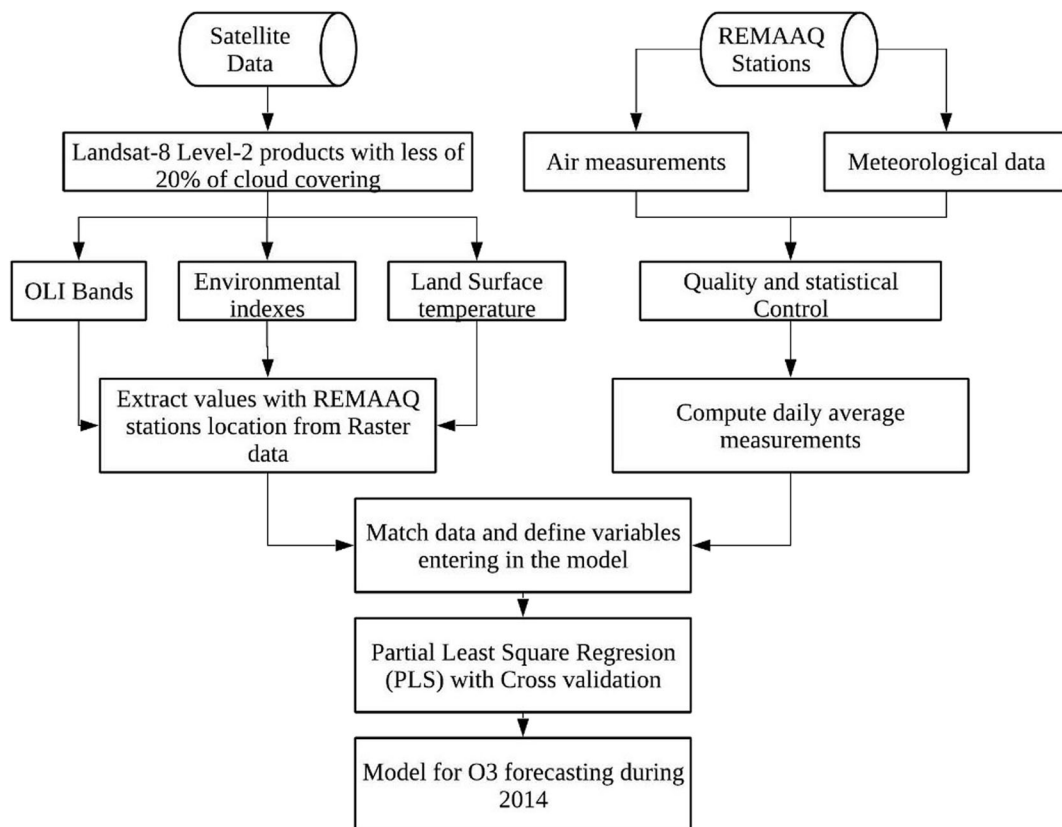 Satellite
Data
REMAAQ
Stations
Landsat-8 Level-2 products with less of
20% of cloud covering
Air measurements
Meteorological data
OLI Bands
Environmental
indexes
Land Surface
temperature
Quality and statistical
Control
Extract values with REMAAQ
stations location from Raster
data
Compute daily average
measurements
Match data and define variables
entering in the model
Partial Least Square Regresion
(PLS) with Cross validation
Model for O3 forecasting during
2014